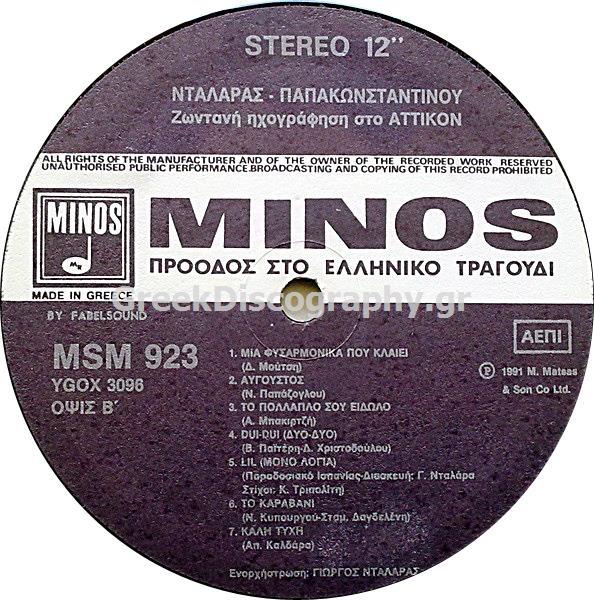 STEREO 12"
ΝΤΑΛΑΡΑΣ - ΠΑΠΑΚΩΝΣΤΑΝΤΙΝΟΥ
Ζωντανή ηχογράφηση στο ΑΤΤΙΚΟΝ
ALL RIGHTS OF THE MANUFACTURER AND OF THE OWNER OF THE RECORDED WORK RESERVED
UNAUTHORISED PUBLIC PERFORMANCE.BROADCASTING AND COPYING OF THIS RECORD PROHIBITED
MINOS
MINOS
ΠΡΟΟΔΟΣ ΣΤΟ ΕΛΛΗΝΙΚΟ ΤΡΑΓΟΥΔΙ
MADE IN GREECE
GreekDiscography.gr
BY FABELSOUND
MSM 923
YGOX 3096
ΟΨΙΣ Β'
ΑΕΠΙ
Ⓟ 1991 M. Matsas
& Son Co Ltd.
1. ΜΙΑ ΦΥΣΑΡΜΟΝΙΚΑ ΠΟΥ ΚΛΑΙΕΙ
(Δ. Μούτση)
2. ΑΥΓΟΥΣΤΟΣ
(Ν. Παπάζογλου)
3. ΤΟ ΠΟΛΛΑΠΛΟ ΣΟΥ ΕΙΔΩΛΟ
(Α. Μπακιρτζή)
4. DUI-DUI (ΔΥΟ-ΔΥΟ)
(Β. Παϊτέρη-Δ. Χριστοδούλου)
5. LIL (ΜΟΝΟ ΛΟΓΙΑ)
(Παραδοσιακό Ισπανίας-Διασκευή: Γ. Νταλάρα
Στίχοι: Κ. Τριπολίτη)
6. ΤΟ ΚΑΡΑΒΑΝΙ
(Ν. Κυπουργού-Σταμ. Δαγδελένη)
7. ΚΑΛΗ ΤΥΧΗ
(Απ. Καλδάρα)
Ενορχήστρωση: ΓΙΩΡΓΟΣ ΝΤΑΛΑΡΑΣ